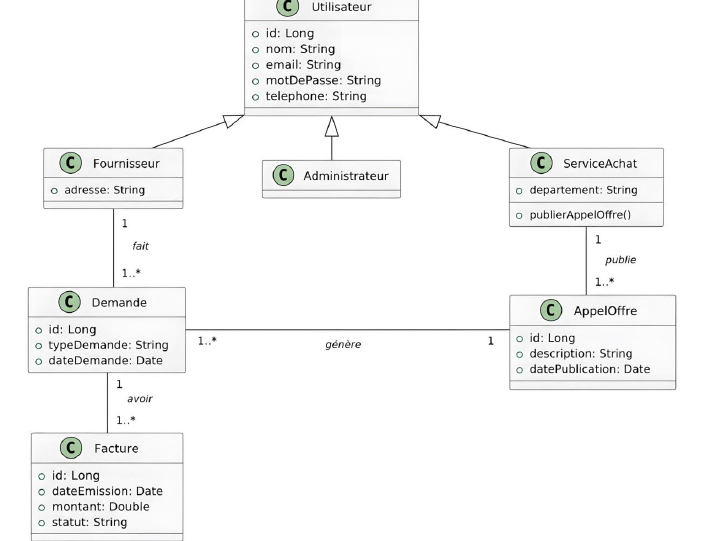 C Utilisateur
id: Long
nom: String
email: String
motDePasse: String
telephone: String
C Fournisseur
adresse: String
C Administrateur
C ServiceAchat
departement: String
publierAppelOffre()
1
fait
1..*
1
publie
1..*
C Demande
id: Long
typeDemande: String
dateDemande: Date
1..*
génère
1
C AppelOffre
id: Long
description: String
datePublication: Date
1
avoir
1..*
C Facture
id: Long
dateEmission: Date
montant: Double
statut: String